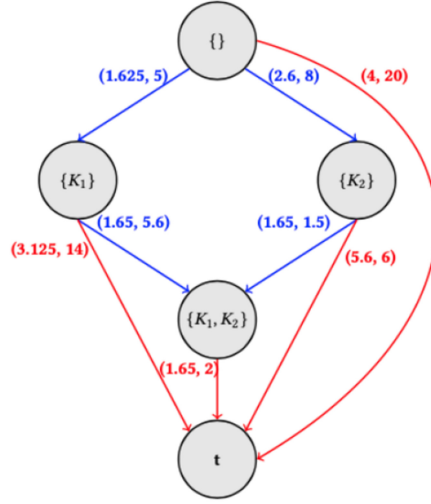 {}
(1.625, 5)
(2.6, 8)
(4, 20)
{K₁}
{K₂}
(1.65, 5.6)
(1.65, 1.5)
(3.125, 14)
(5.6, 6)
{K₁, K₂}
(1.65, 2)
t